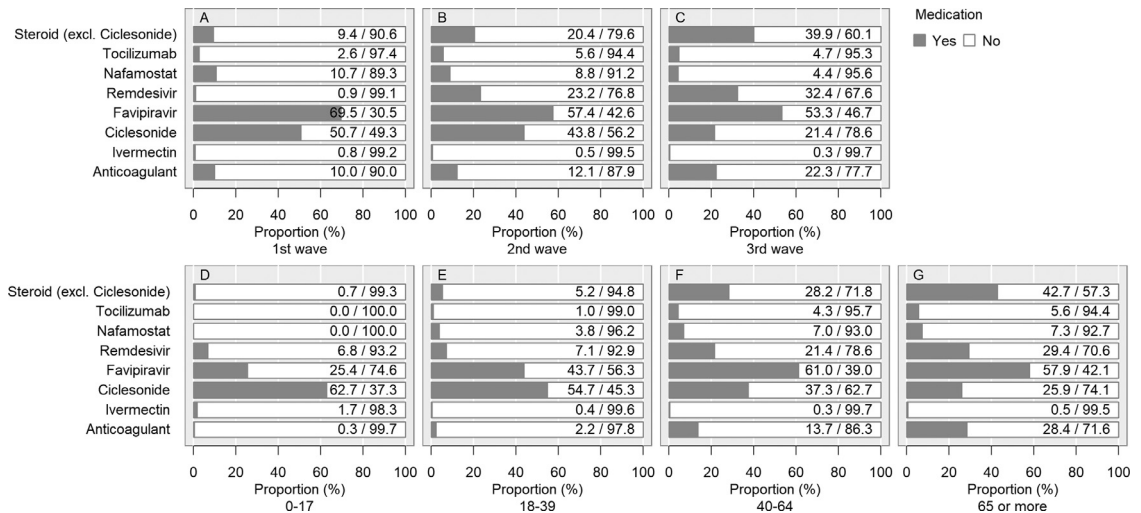 A B C Medication
Steroid (excl. Ciclesonide) 9.4 / 90.6 20.4 / 79.6 39.9 / 60.1 Yes No
Tocilizumab 2.6 / 97.4 5.6 / 94.4 4.7 / 95.3
Nafamostat 10.7 / 89.3 8.8 / 91.2 4.4 / 95.6
Remdesivir 0.9 / 99.1 23.2 / 76.8 32.4 / 67.6
Favipiravir 69.5 / 30.5 57.4 / 42.6 53.3 / 46.7
Ciclesonide 50.7 / 49.3 43.8 / 56.2 21.4 / 78.6
Ivermectin 0.8 / 99.2 0.5 / 99.5 0.3 / 99.7
Anticoagulant 10.0 / 90.0 12.1 / 87.9 22.3 / 77.7
0 20 40 60 80 100 0 20 40 60 80 100 0 20 40 60 80 100
Proportion (%) Proportion (%) Proportion (%)
1st wave 2nd wave 3rd wave
D E F G
Steroid (excl. Ciclesonide) 0.7 / 99.3 5.2 / 94.8 28.2 / 71.8 42.7 / 57.3
Tocilizumab 0.0 / 100.0 1.0 / 99.0 4.3 / 95.7 5.6 / 94.4
Nafamostat 0.0 / 100.0 3.8 / 96.2 7.0 / 93.0 7.3 / 92.7
Remdesivir 6.8 / 93.2 7.1 / 92.9 21.4 / 78.6 29.4 / 70.6
Favipiravir 25.4 / 74.6 43.7 / 56.3 61.0 / 39.0 57.9 / 42.1
Ciclesonide 62.7 / 37.3 54.7 / 45.3 37.3 / 62.7 25.9 / 74.1
Ivermectin 1.7 / 98.3 0.4 / 99.6 0.3 / 99.7 0.5 / 99.5
Anticoagulant 0.3 / 99.7 2.2 / 97.8 13.7 / 86.3 28.4 / 71.6
0 20 40 60 80 100 0 20 40 60 80 100 0 20 40 60 80 100 0 20 40 60 80 100
Proportion (%) Proportion (%) Proportion (%) Proportion (%)
0-17 18-39 40-64 65 or more